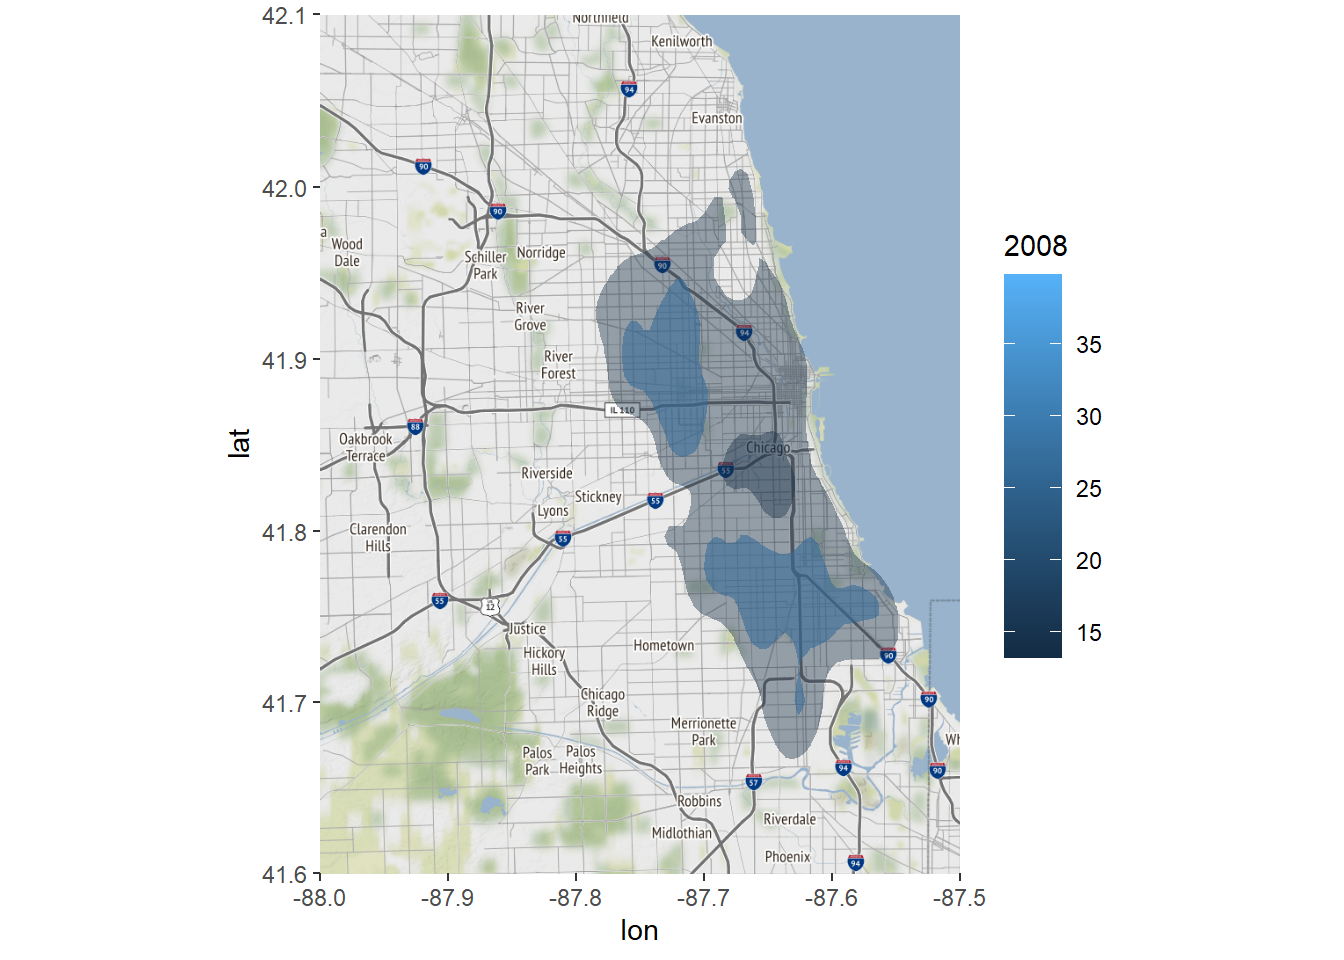 42.1
42.0
41.9
41.8
41.7
41.6
lat
-88.0
-87.9
-87.8
-87.7
-87.6
-87.5
lon
Northfield
Kenilworth
94
Evanston
90
90
a
Wood
Dale
Schiller
Park
Norridge
90
River
Grove
94
River
Forest
IL 110
88
Oakbrook
Terrace
Chicago
55
Riverside
Stickney
55
Lyons
Clarendon
Hills
55
55
12
Justice
Hometown
Hickory
Hills
90
Chicago
Ridge
90
Merrionette
Park
Wh
Palos
Park
Palos
Heights
94
90
57
Robbins
Riverdale
Midlothian
Phoenix
94
2008
35
30
25
20
15